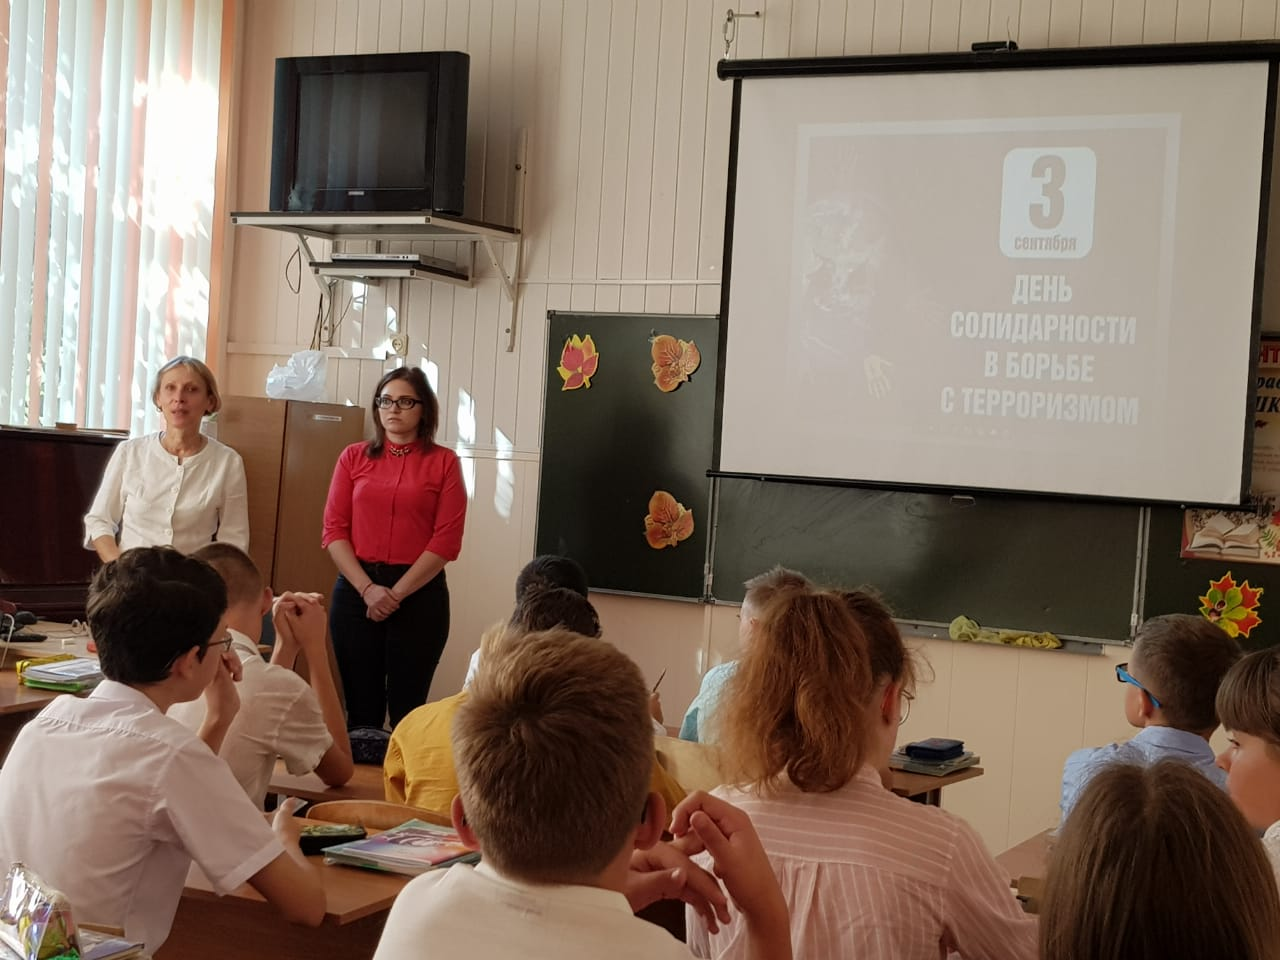 3
сентября
ДЕНЬ
СОЛИДАРНОСТИ
В БОРЬБЕ
С ТЕРРОРИЗМОМ